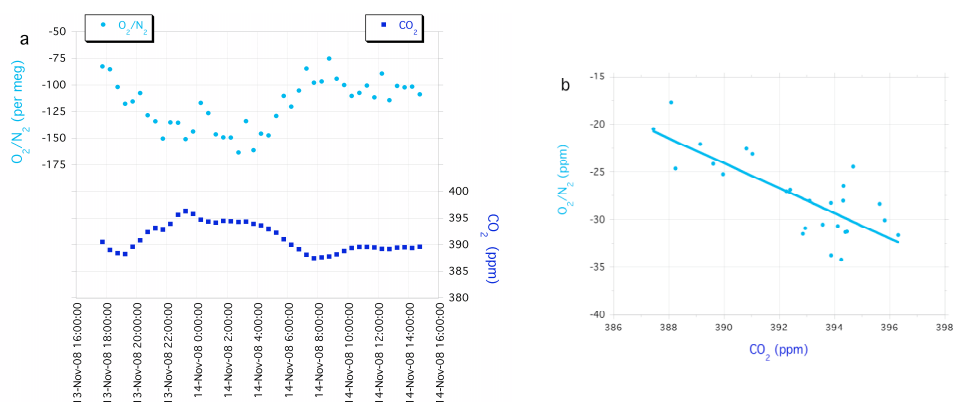 a
O2/N2
CO2
O2/N2 (per meg)
-50
-75
-100
-125
-150
-175
400
395
390
385
380
CO2 (ppm)
13-Nov-08 16:00:00
13-Nov-08 18:00:00
13-Nov-08 20:00:00
13-Nov-08 22:00:00
14-Nov-08 0:00:00
14-Nov-08 2:00:00
14-Nov-08 4:00:00
14-Nov-08 6:00:00
14-Nov-08 8:00:00
14-Nov-08 10:00:00
14-Nov-08 12:00:00
14-Nov-08 14:00:00
14-Nov-08 16:00:00
b
O2/N2 (ppm)
-15
-20
-25
-30
-35
-40
386
388
390
392
394
396
398
CO2 (ppm)